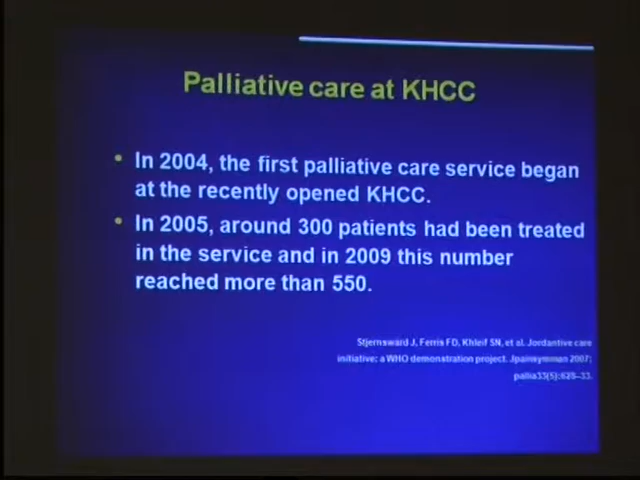 Palliative care at KHCC
• In 2004, the first palliative care service began
at the recently opened KHCC.
• In 2005, around 300 patients had been treated
in the service and in 2009 this number
reached more than 550.
Stjernsward J, Ferris FD, Khleif SN, et al. Jordantive care
initiative: a WHO demonstration project. Jpainsymman 2007;
pallia33(5):628–33.